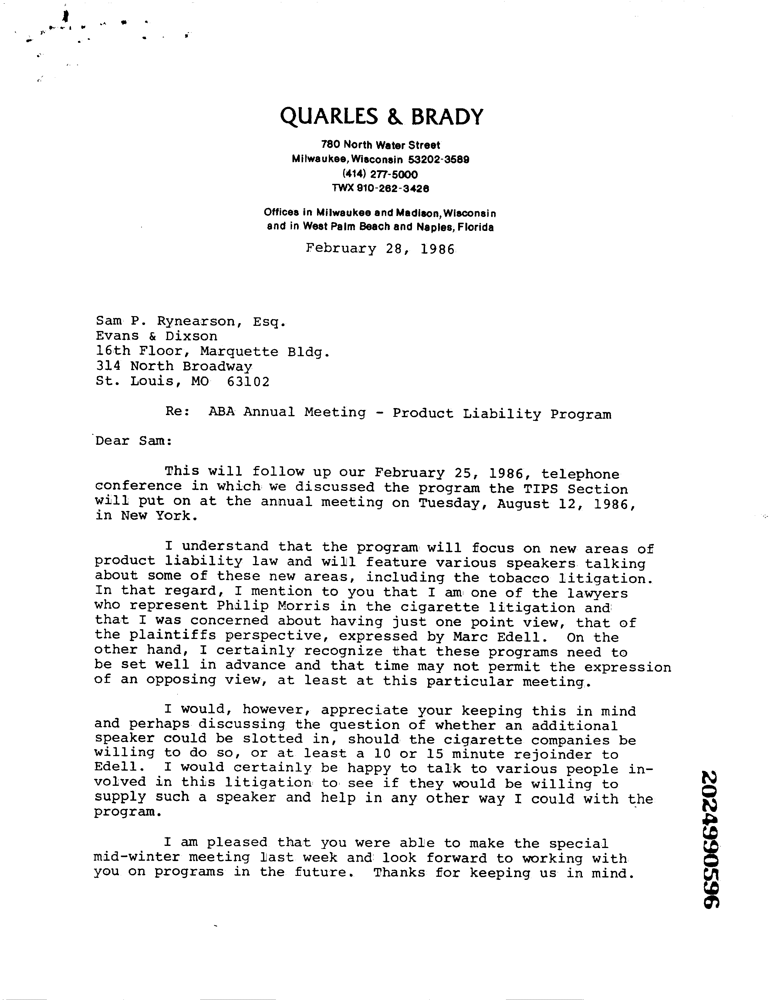 QUARLES & BRADY
780 North Water Street
Milwaukee, Wisconsin 53202-3589
(414) 277-5000
TWX 910-262-3426
Offices in Milwaukee and Madison, Wisconsin
and in West Palm Beach and Naples, Florida
February 28, 1986
Sam P. Rynearson, Esq.
Evans & Dixson
16th Floor, Marquette Bldg.
314 North Broadway
St. Louis, MO 63102
Re: ABA Annual Meeting - Product Liability Program
Dear Sam:
This will follow up our February 25, 1986, telephone
conference in which we discussed the program the TIPS Section
will put on at the annual meeting on Tuesday, August 12, 1986,
in New York.
I understand that the program will focus on new areas of
product liability law and will feature various speakers talking
about some of these new areas, including the tobacco litigation.
In that regard, I mention to you that I am one of the lawyers
who represent Philip Morris in the cigarette litigation and
that I was concerned about having just one point view, that of
the plaintiffs perspective, expressed by Marc Edell. On the
other hand, I certainly recognize that these programs need to
be set well in advance and that time may not permit the expression
of an opposing view, at least at this particular meeting.
I would, however, appreciate your keeping this in mind
and perhaps discussing the question of whether an additional
speaker could be slotted in, should the cigarette companies be
willing to do so, or at least a 10 or 15 minute rejoinder to
Edell. I would certainly be happy to talk to various people in-
volved in this litigation to see if they would be willing to
supply such a speaker and help in any other way I could with the
program.
I am pleased that you were able to make the special
mid-winter meeting last week and look forward to working with
you on programs in the future. Thanks for keeping us in mind.
2024990596